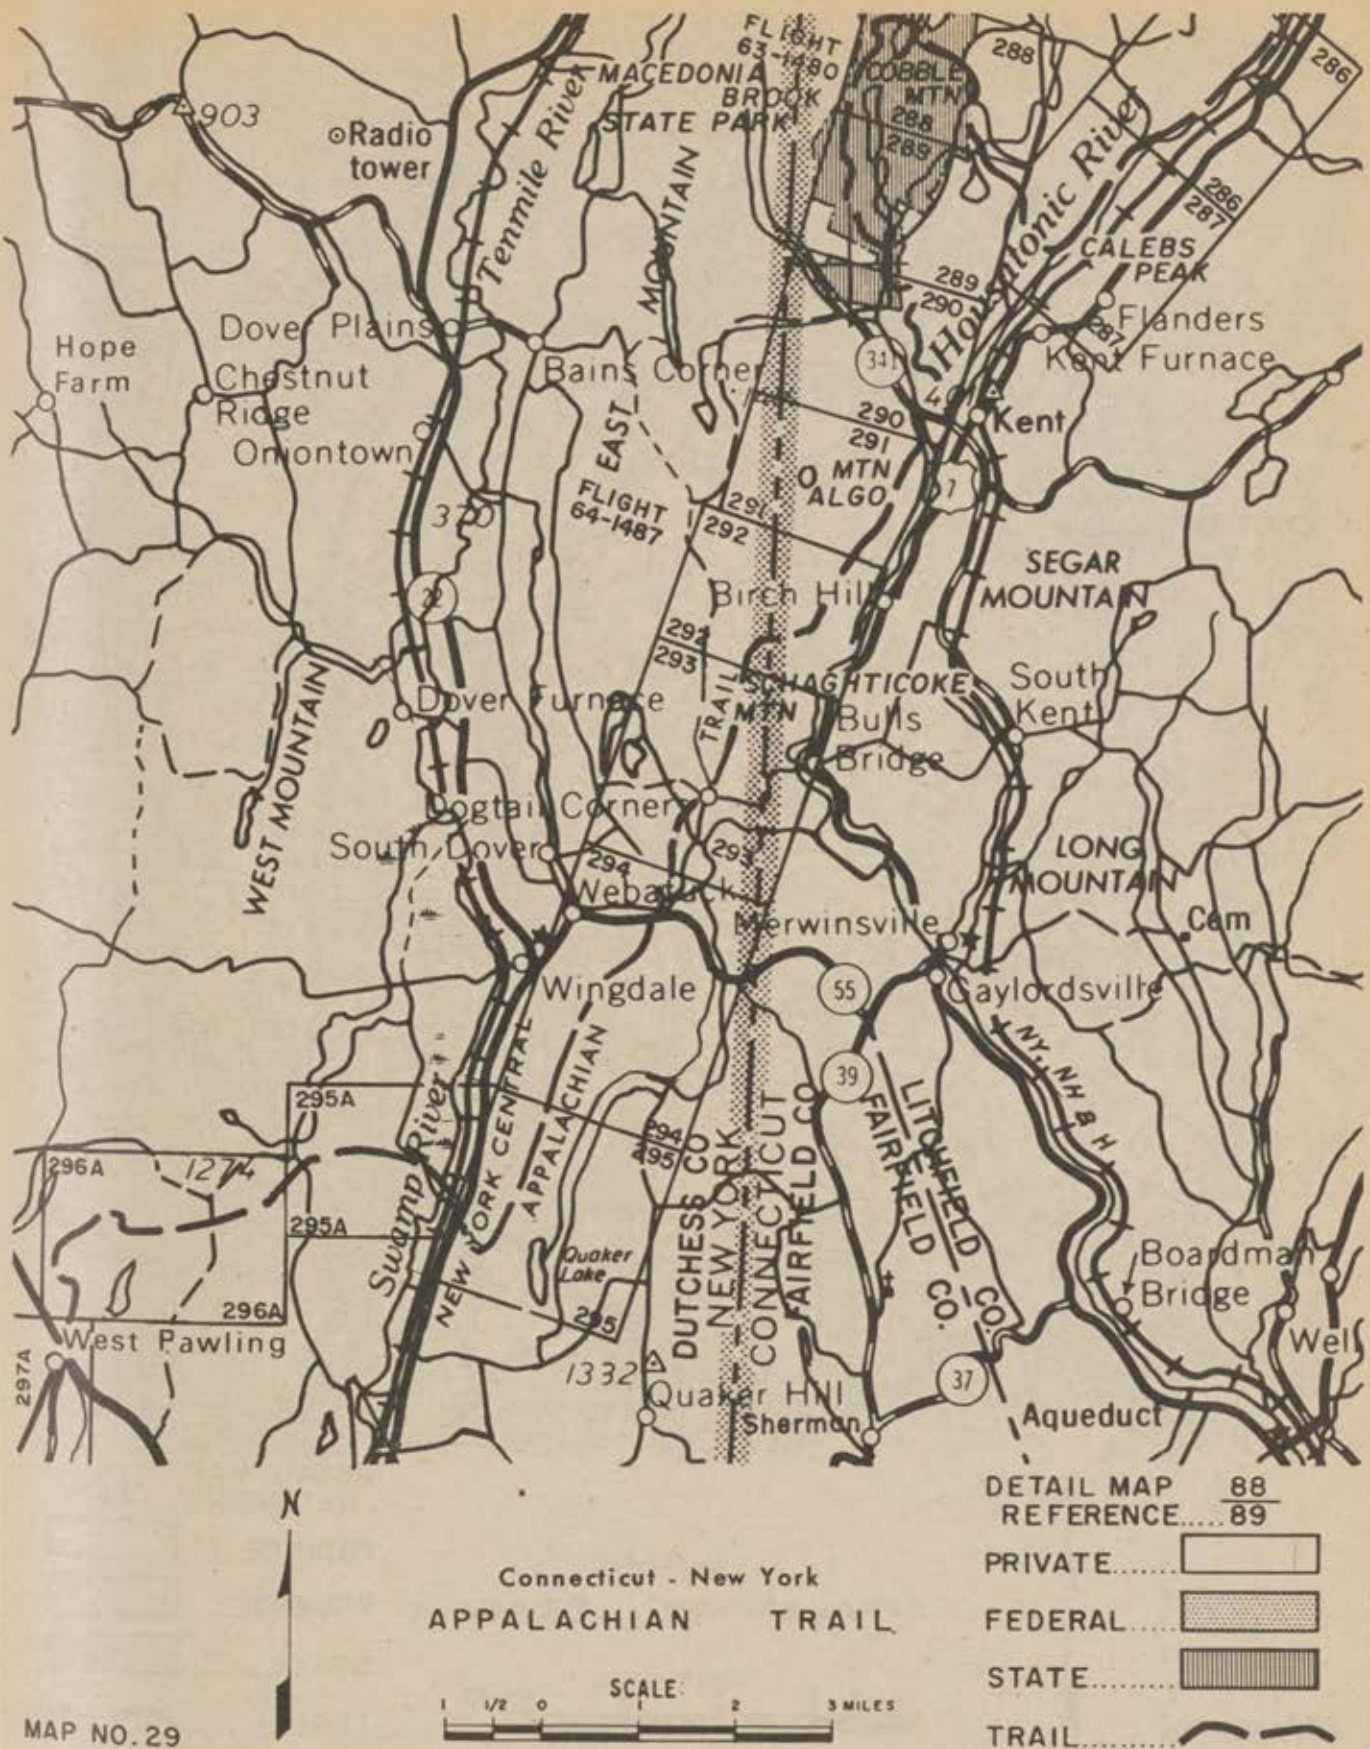 FLIGHT
63-1480
MACEDONIA
BROOK
STATE PARK
COBBLE
MTN
288
286
903
Radio
tower
Tenmile River
MOUNTAIN
288
289
Housatonic River
286
287
CALEBS
PEAK
289
290
287
Hope
Farm
Dover Plains
Bains Corner
Flanders
Kent Furnace
341
Chestnut
Ridge
Oniontown
EAST
290
291
Kent
MTN
ALGO
7
FLIGHT
64-1487
291
292
370
SEGAR
MOUNTAIN
22
Birch Hill
292
293
WEST MOUNTAIN
Dover Furnace
TRAIL
SCHAGHTICOKE
MTN
Bulls
Bridge
South
Kent
Dogtail Corners
South Dover
294
293
LONG
MOUNTAIN
Webatuck
Merwinsville
Cem
Wingdale
55
Gaylordsville
39
NY, NH & H
295A
Swamp River
NEW YORK CENTRAL
APPALACHIAN
294
295
DUTCHESS CO
NEW YORK
CONNECTICUT
FAIRFIELD CO
LITCHFIELD CO.
FAIRFIELD CO.
296A
1274
295A
Quaker
Lake
Boardman
Bridge
296A
295
West Pawling
297A
1332
Quaker Hill
Sherman
37
Aqueduct
Well
N
DETAIL MAP 88
REFERENCE..... 89
PRIVATE.......
FEDERAL.....
STATE.........
TRAIL..........
Connecticut - New York
APPALACHIAN TRAIL
SCALE:
1 1/2 0 1 2 3 MILES
MAP NO. 29